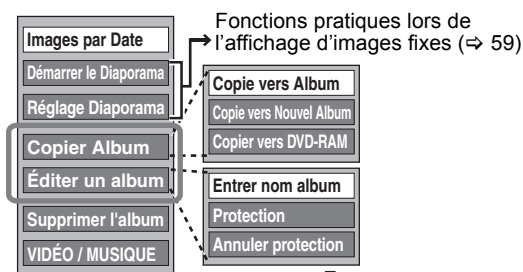 Fonctions pratiques lors de
l'affichage d'images fixes (⇨ 59)
Images par Date
Démarrer le Diaporama
Réglage Diaporama
Copier Album
Éditer un album
Supprimer l'album
VIDÉO / MUSIQUE
Copie vers Album
Copie vers Nouvel Album
Copier vers DVD-RAM
Entrer nom album
Protection
Annuler protection